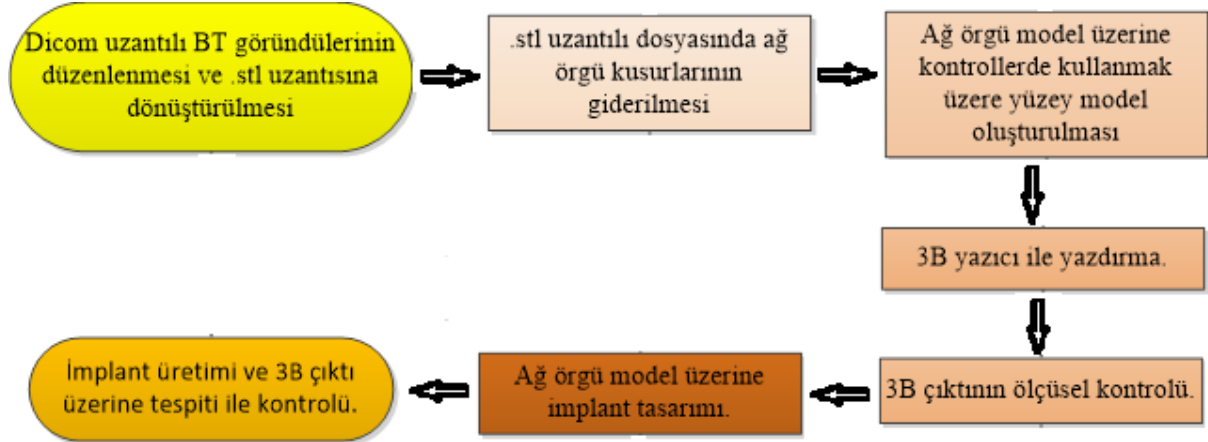 Dicom uzantılı BT göründülerinin
düzenlenmesi ve .stl uzantısına
dönüştürülmesi
.stl uzantılı dosyasında ağ
örgü kusurlarının
giderilmesi
Ağ örgü model üzerine
kontrollerde kullanmak
üzere yüzey model
oluşturulması
3B yazıcı ile yazdırma.
3B çıktının ölçüsel kontrolü.
Ağ örgü model üzerine
implant tasarımı.
İmplant üretimi ve 3B çıktı
üzerine tespiti ile kontrolü.